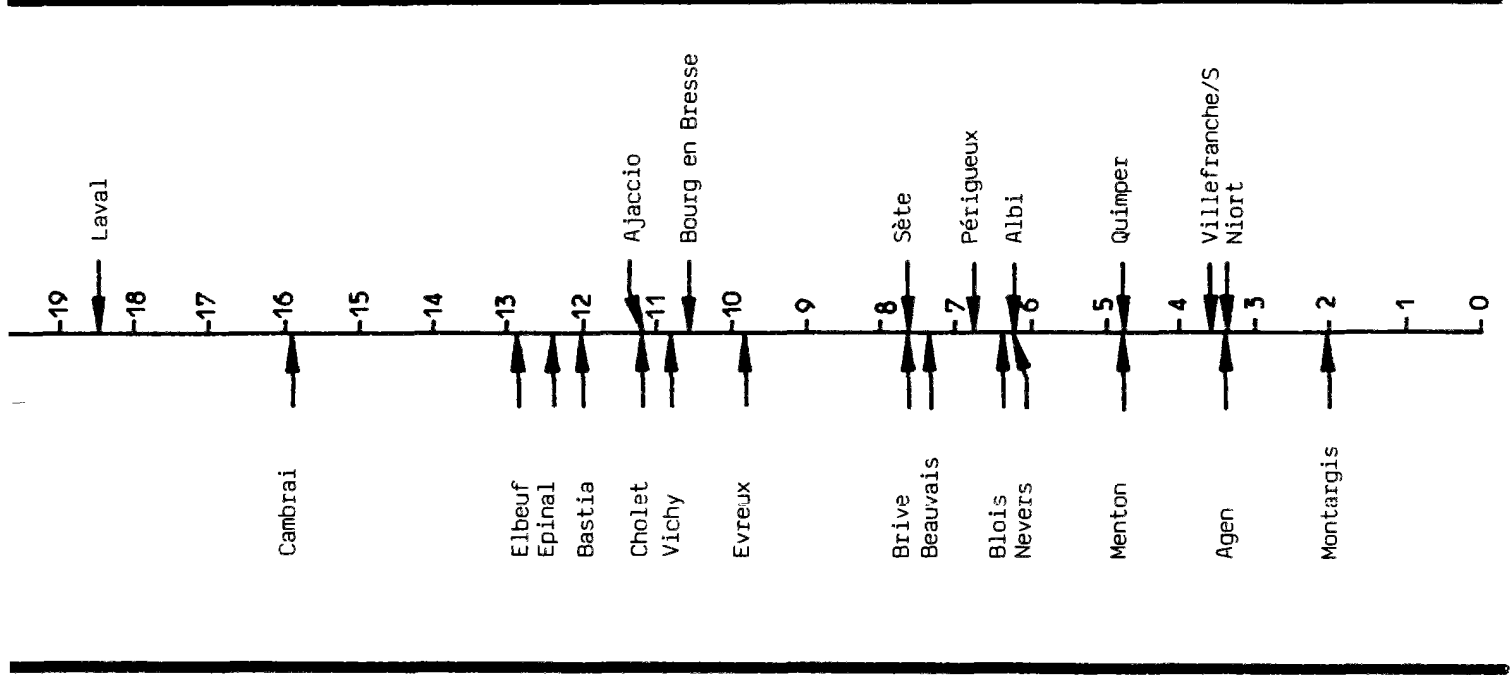 Laval
Ajaccio
Bourg en Bresse
Sète
Périgueux
Albi
Quimper
Villefranche/S
Niort
19
18
17
16
15
14
13
12
11
10
9
8
7
6
5
4
3
2
1
0
Cambrai
Elbeuf
Epinal
Bastia
Cholet
Vichy
Evreux
Brive
Beauvais
Blois
Nevers
Menton
Agen
Montargis